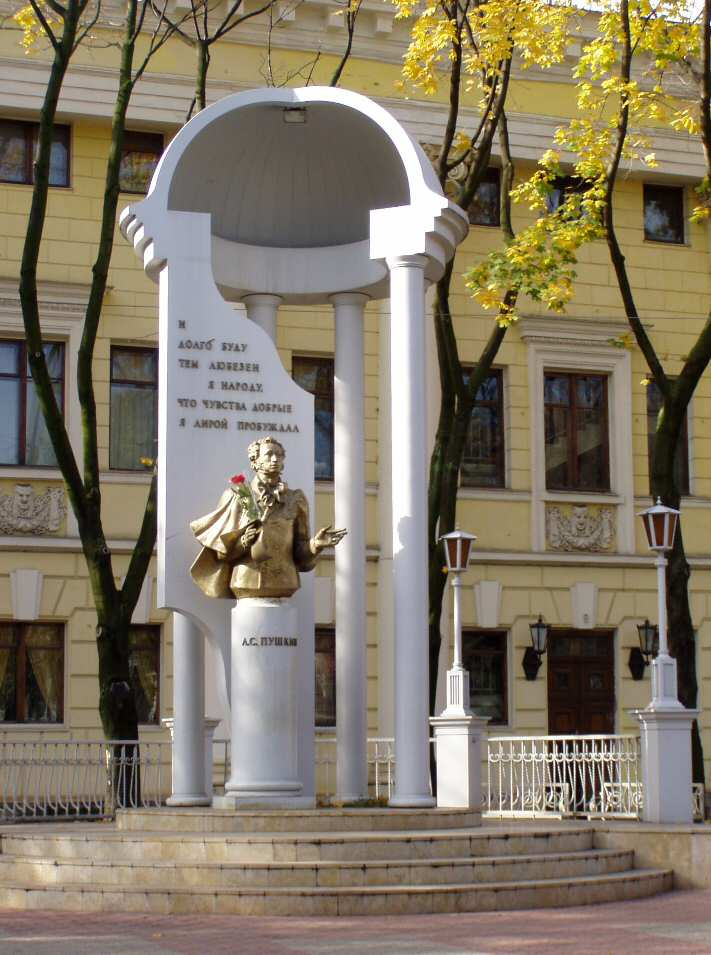 И
ДОЛГО БУДУ
ТЕМ ЛЮБЕЗЕН
Я НАРОДУ,
ЧТО ЧУВСТВА ДОБРЫЕ
Я ЛИРОЙ ПРОБУЖДАЛ
А.С. ПУШКИН